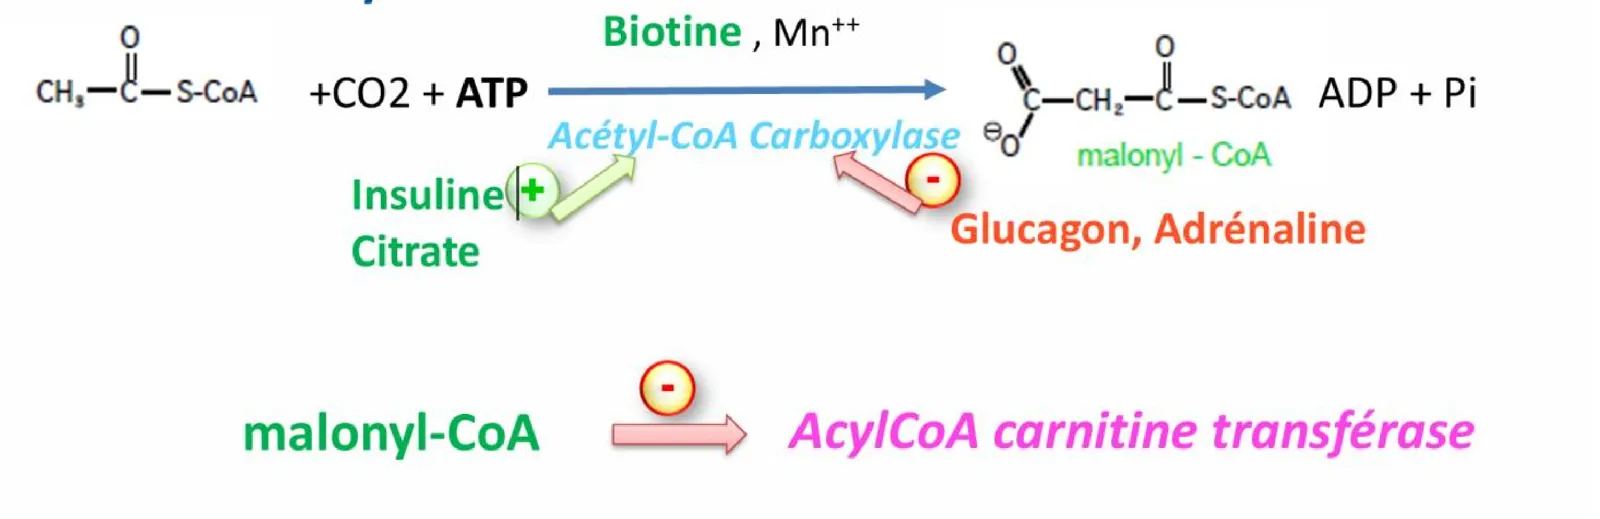 Biotine , Mn⁺⁺
O
CH₃—C—S-CoA +CO2 + ATP
Acétyl-CoA Carboxylase
O O
C—CH₂—C—S-CoA ADP + Pi
⊖O
malonyl - CoA
Insuline +
Citrate
-
Glucagon, Adrénaline
-
malonyl-CoA AcylCoA carnitine transférase